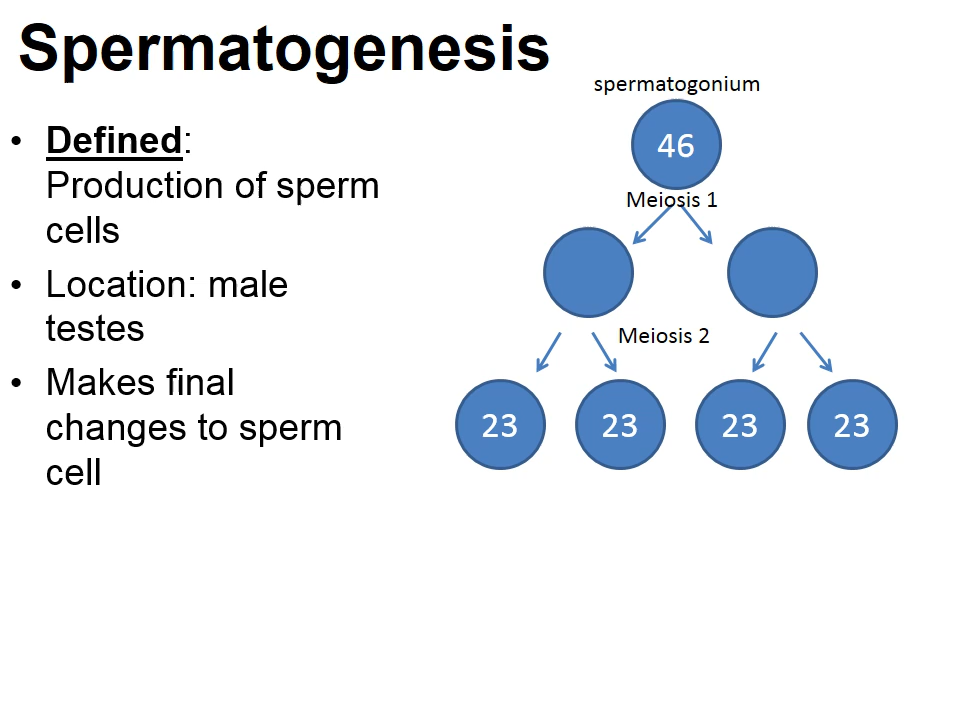 Spermatogenesis
• Defined:
Production of sperm
cells
• Location: male
testes
• Makes final
changes to sperm
cell
spermatogonium
46
Meiosis 1
Meiosis 2
23 23 23 23